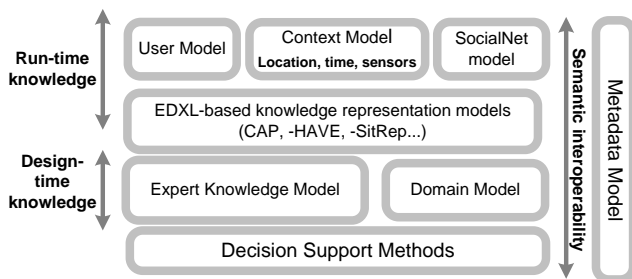 Run-time
knowledge
Design-
time
knowledge
User Model
Context Model
Location, time, sensors
SocialNet
model
EDXL-based knowledge representation models
(CAP, -HAVE, -SitRep...)
Expert Knowledge Model
Domain Model
Decision Support Methods
Semantic interoperability
Metadata Model